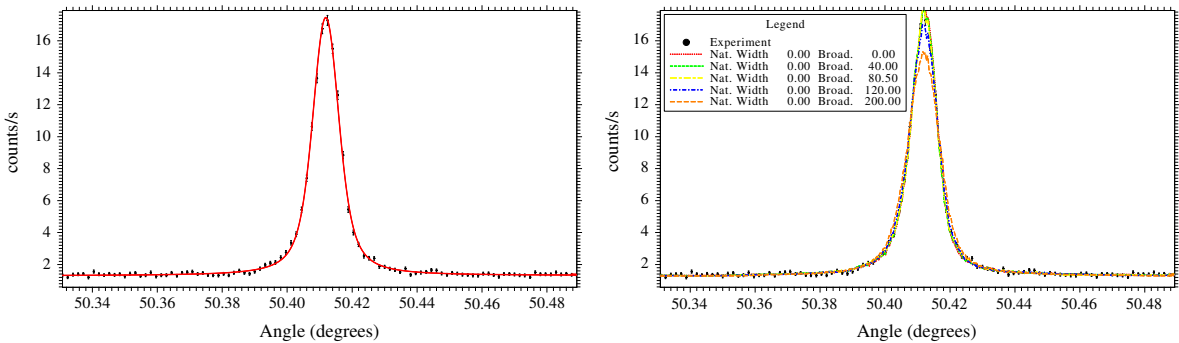 16
14
12
10
8
6
4
2
counts/s
50.34 50.36 50.38 50.40 50.42 50.44 50.46 50.48
Angle (degrees)
16
14
12
10
8
6
4
2
counts/s
Legend
Experiment
Nat. Width 0.00 Broad. 0.00
Nat. Width 0.00 Broad. 40.00
Nat. Width 0.00 Broad. 80.50
Nat. Width 0.00 Broad. 120.00
Nat. Width 0.00 Broad. 200.00
50.34 50.36 50.38 50.40 50.42 50.44 50.46 50.48
Angle (degrees)